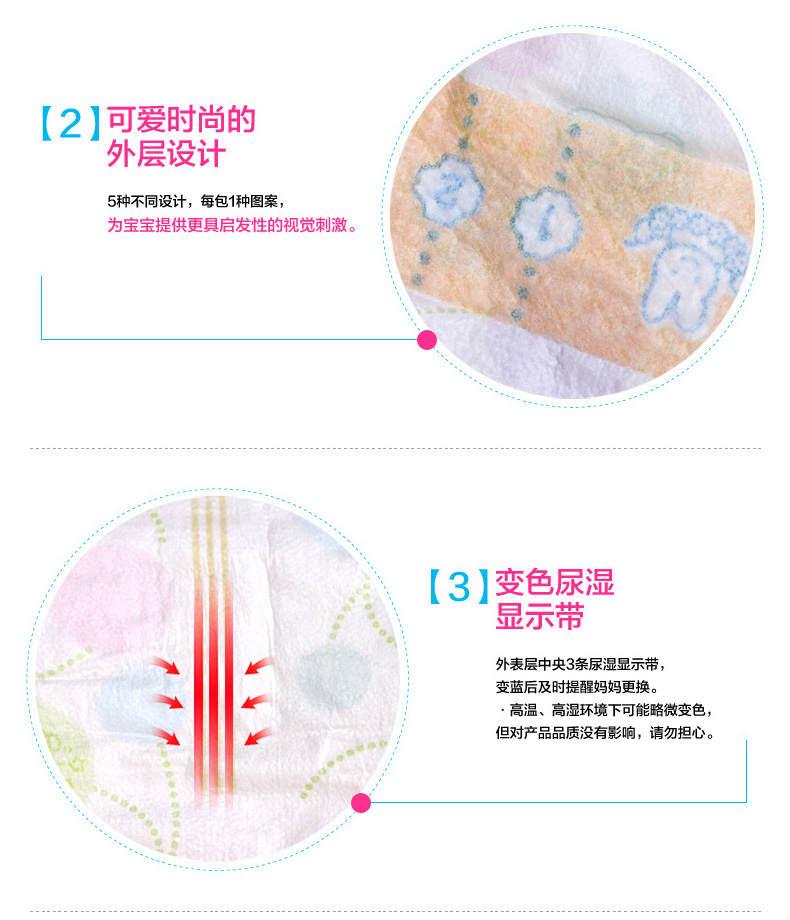 【2】可爱时尚的
外层设计
5种不同设计，每包1种图案，
为宝宝提供更具启发性的视觉刺激。
2
1
【3】变色尿湿
显示带
外表层中央3条尿湿显示带，
变蓝后及时提醒妈妈更换。
·高温、高湿环境下可能略微变色，
但对产品品质没有影响，请勿担心。